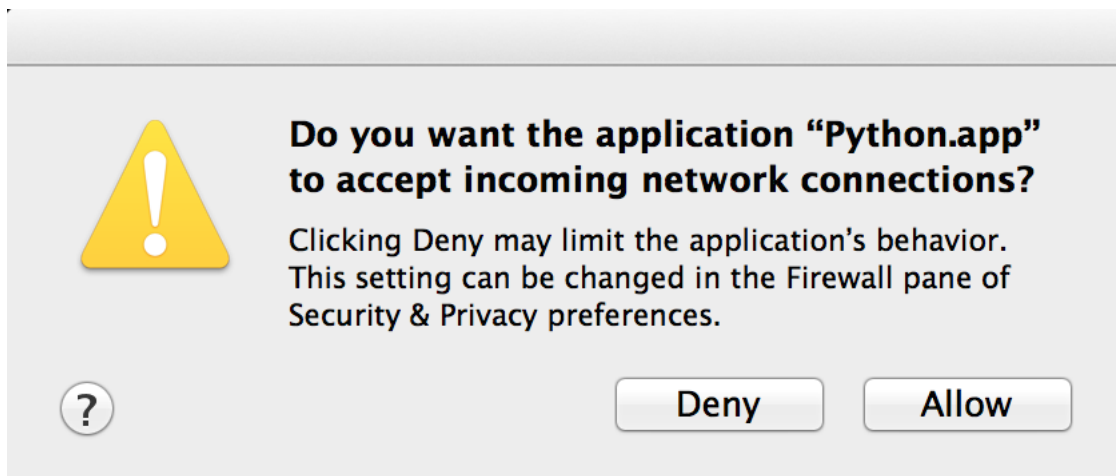 Do you want the application “Python.app”
to accept incoming network connections?
Clicking Deny may limit the application’s behavior.
This setting can be changed in the Firewall pane of
Security & Privacy preferences.
?
Deny
Allow